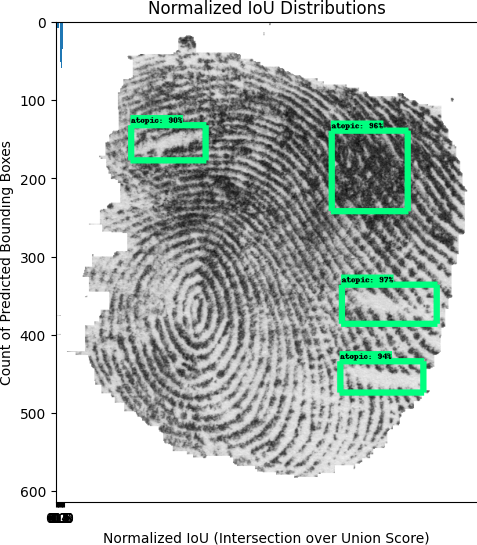 Normalized IoU Distributions
0
100
atopic: 90%
atopic: 96%
200
300
atopic: 97%
400
atopic: 94%
500
600
Count of Predicted Bounding Boxes
Normalized IoU (Intersection over Union Score)